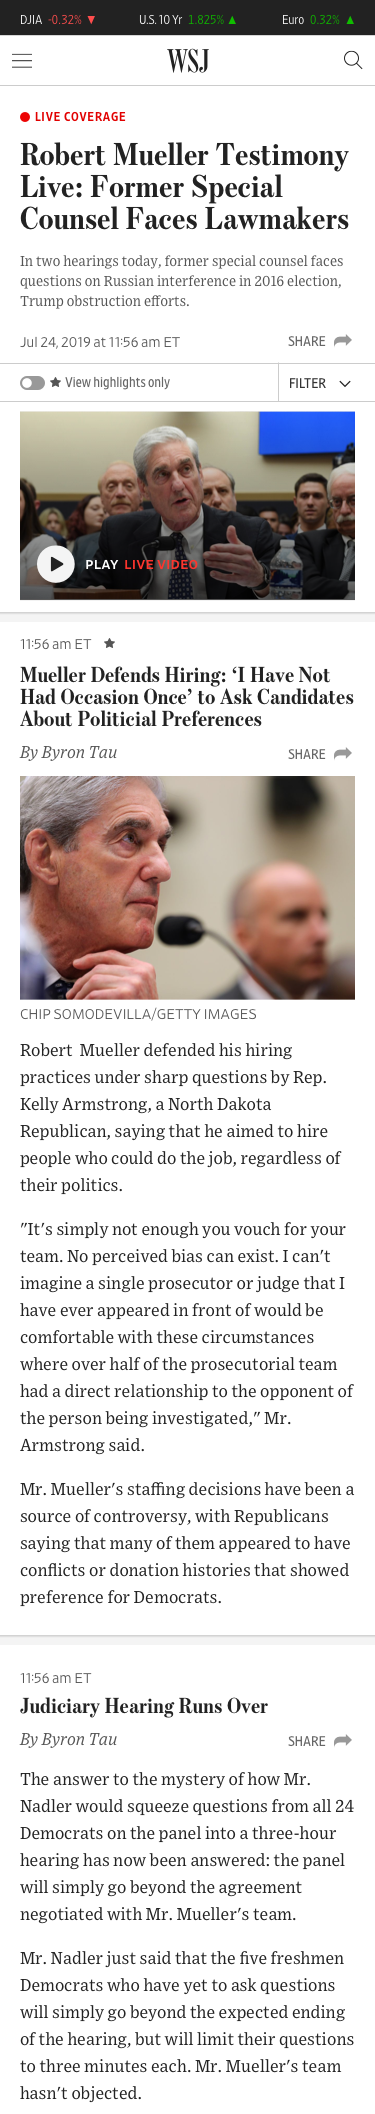 DJIA -0.32% ▼ U.S. 10 Yr 1.825% ▲ Euro 0.32% ▲
WSJ
LIVE COVERAGE
Robert Mueller Testimony
Live: Former Special
Counsel Faces Lawmakers
In two hearings today, former special counsel faces
questions on Russian interference in 2016 election,
Trump obstruction efforts.
Jul 24, 2019 at 11:56 am ET SHARE
★ View highlights only FILTER
PLAY LIVE VIDEO
11:56 am ET ★
Mueller Defends Hiring: ‘I Have Not
Had Occasion Once’ to Ask Candidates
About Politicial Preferences
By Byron Tau SHARE
CHIP SOMODEVILLA/GETTY IMAGES
Robert Mueller defended his hiring
practices under sharp questions by Rep.
Kelly Armstrong, a North Dakota
Republican, saying that he aimed to hire
people who could do the job, regardless of
their politics.
"It's simply not enough you vouch for your
team. No perceived bias can exist. I can't
imagine a single prosecutor or judge that I
have ever appeared in front of would be
comfortable with these circumstances
where over half of the prosecutorial team
had a direct relationship to the opponent of
the person being investigated," Mr.
Armstrong said.
Mr. Mueller's staffing decisions have been a
source of controversy, with Republicans
saying that many of them appeared to have
conflicts or donation histories that showed
preference for Democrats.
11:56 am ET
Judiciary Hearing Runs Over
By Byron Tau SHARE
The answer to the mystery of how Mr.
Nadler would squeeze questions from all 24
Democrats on the panel into a three-hour
hearing has now been answered: the panel
will simply go beyond the agreement
negotiated with Mr. Mueller's team.
Mr. Nadler just said that the five freshmen
Democrats who have yet to ask questions
will simply go beyond the expected ending
of the hearing, but will limit their questions
to three minutes each. Mr. Mueller's team
hasn't objected.